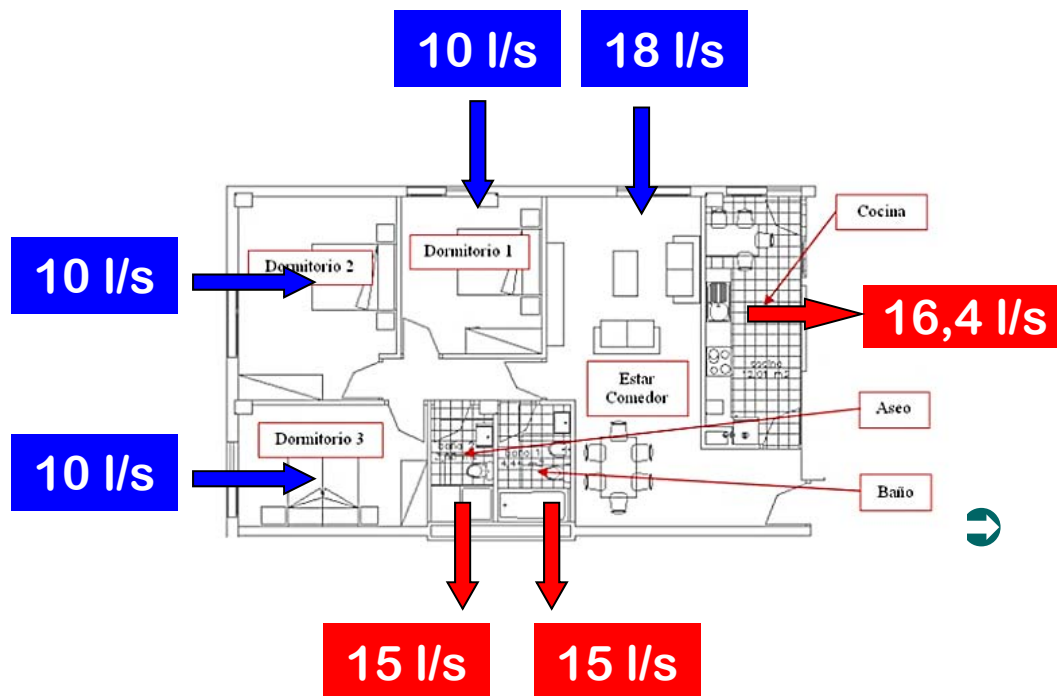 10 l/s
18 l/s
Cocina
Dormitorio 1
Dormitorio 2
10 l/s
16,4 l/s
Estar
Comedor
Aseo
Dormitorio 3
10 l/s
Baño
15 l/s
15 l/s